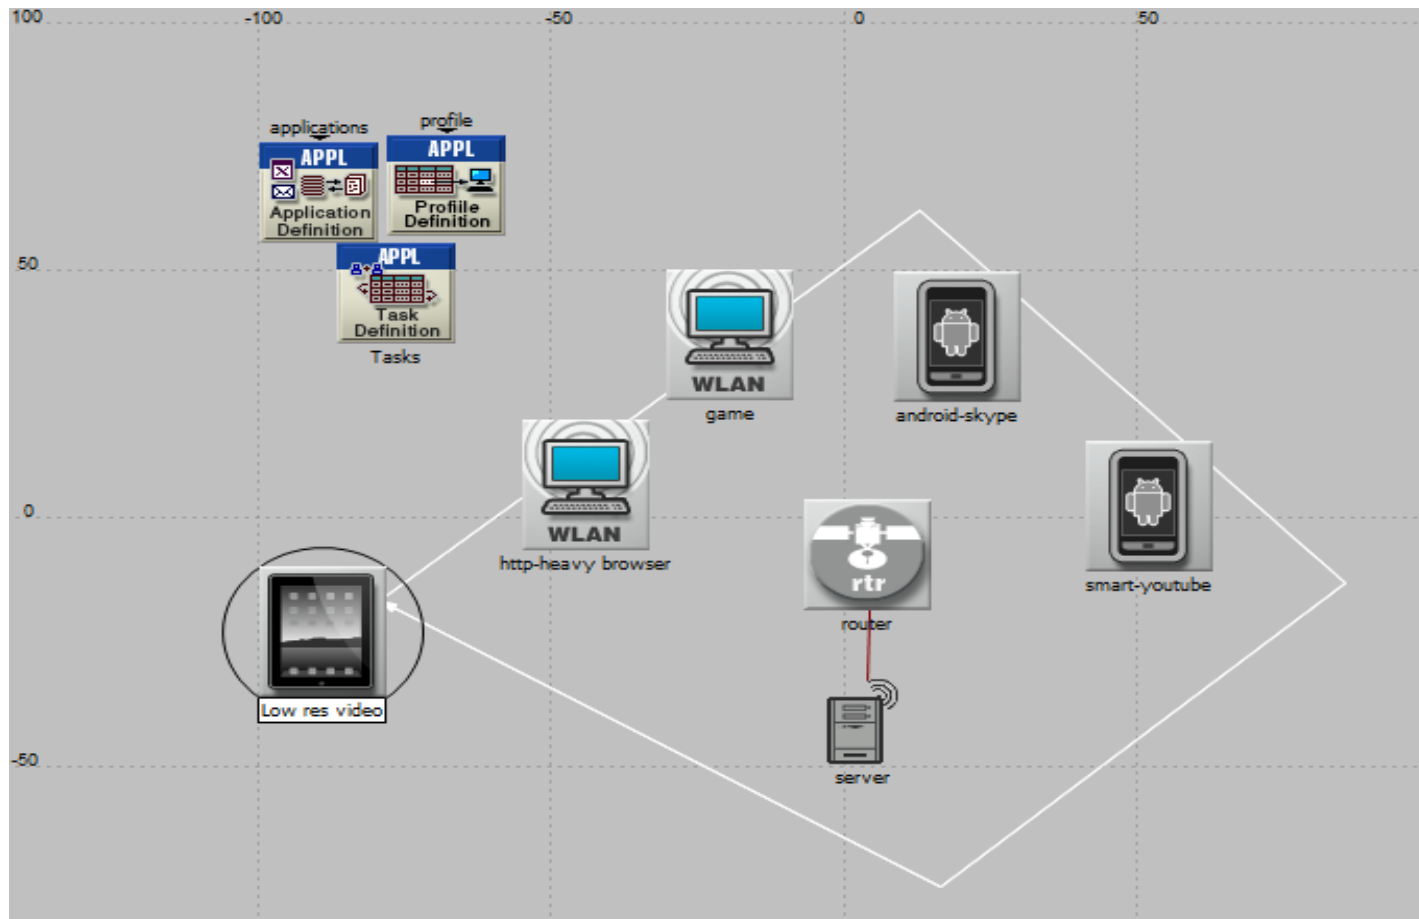 100
-100
-50
0
50
applications
profile
APPL
Application
Definition
APPL
Profiile
Definition
50
APPL
Task
Definition
Tasks
WLAN
game
android-skype
0
WLAN
http-heavy browser
rtr
router
smart-youtube
Low res video
-50
server